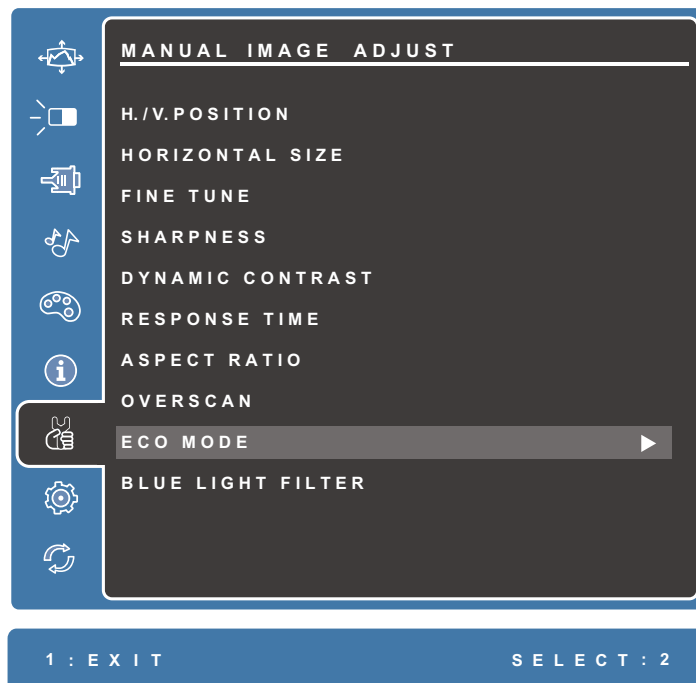 MANUAL IMAGE ADJUST
H./V.POSITION
HORIZONTAL SIZE
FINE TUNE
SHARPNESS
DYNAMIC CONTRAST
RESPONSE TIME
ASPECT RATIO
OVERSCAN
ECO MODE
BLUE LIGHT FILTER
1:EXIT SELECT:2